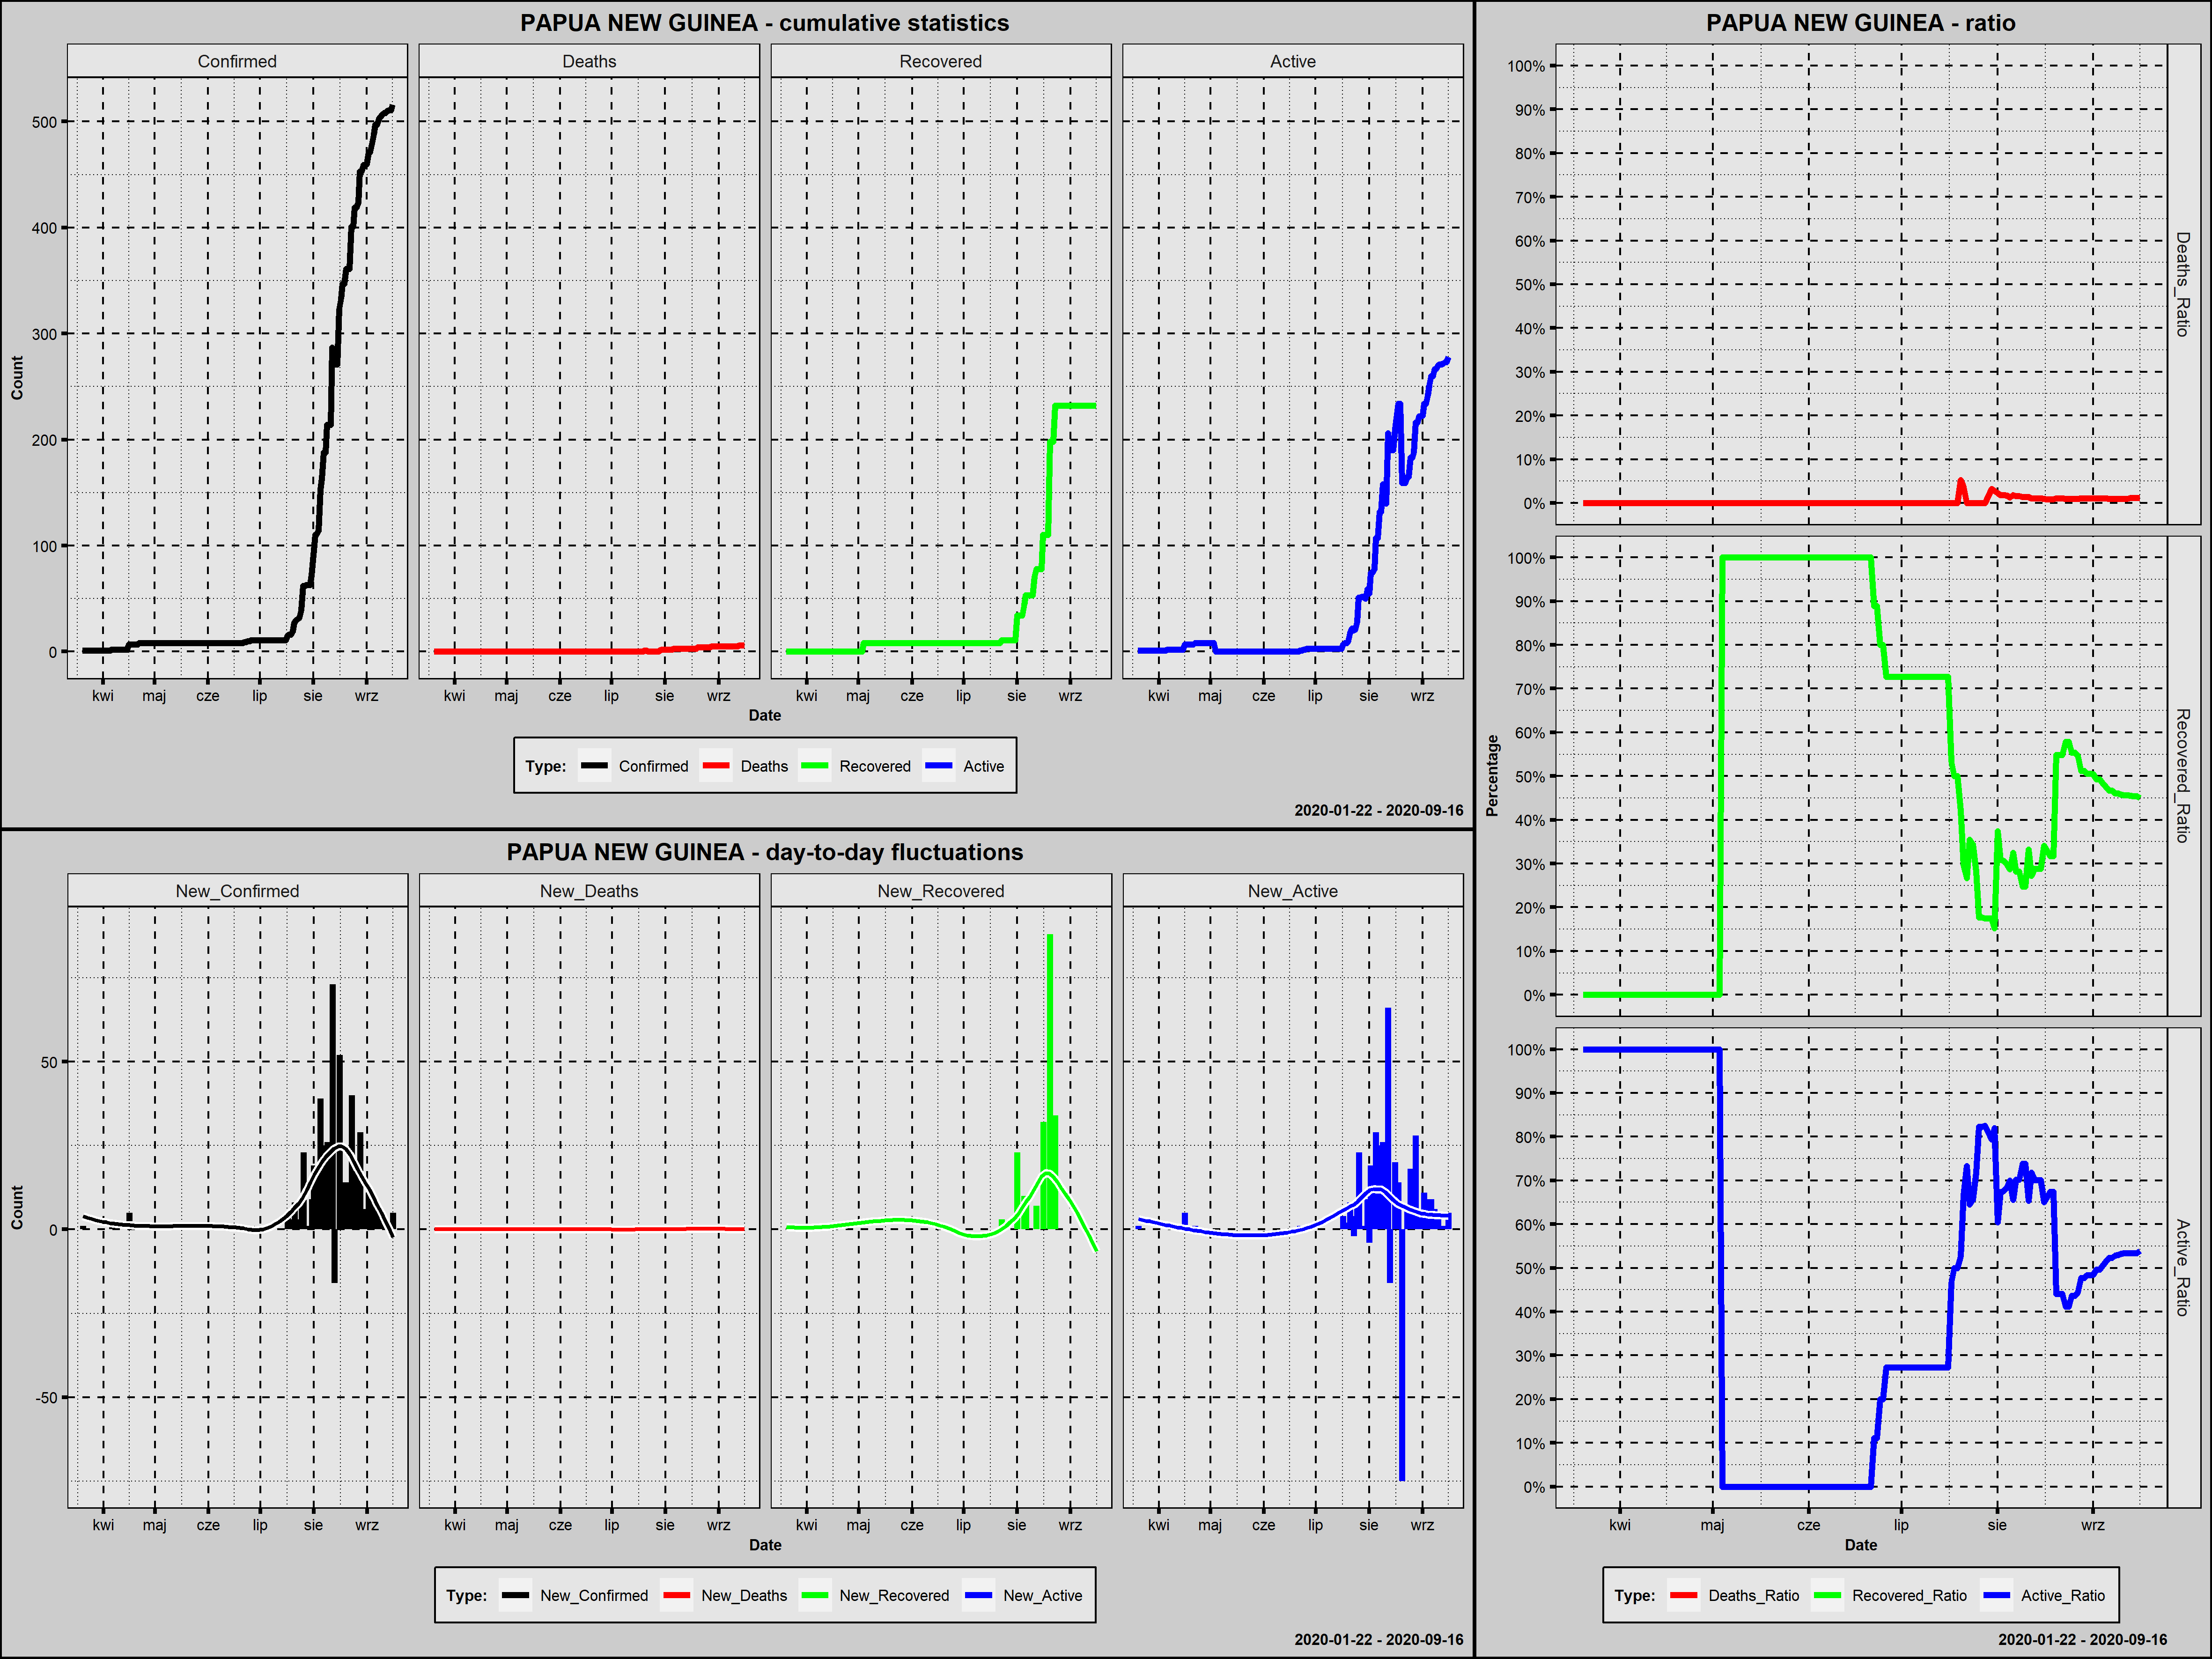 PAPUA NEW GUINEA - cumulative statistics
Confirmed Deaths Recovered Active
500
400
300
200
100
0
Count
kwi maj cze lip sie wrz kwi maj cze lip sie wrz kwi maj cze lip sie wrz kwi maj cze lip sie wrz
Date
Type: Confirmed Deaths Recovered Active
2020-01-22 - 2020-09-16
PAPUA NEW GUINEA - day-to-day fluctuations
New_Confirmed New_Deaths New_Recovered New_Active
50
0
-50
Count
kwi maj cze lip sie wrz kwi maj cze lip sie wrz kwi maj cze lip sie wrz kwi maj cze lip sie wrz
Date
Type: New_Confirmed New_Deaths New_Recovered New_Active
2020-01-22 - 2020-09-16
PAPUA NEW GUINEA - ratio
100%
90%
80%
70%
60%
50%
40%
30%
20%
10%
0%
Deaths_Ratio
100%
90%
80%
70%
60%
50%
40%
30%
20%
10%
0%
Recovered_Ratio
Percentage
100%
90%
80%
70%
60%
50%
40%
30%
20%
10%
0%
Active_Ratio
kwi maj cze lip sie wrz
Date
Type: Deaths_Ratio Recovered_Ratio Active_Ratio
2020-01-22 - 2020-09-16